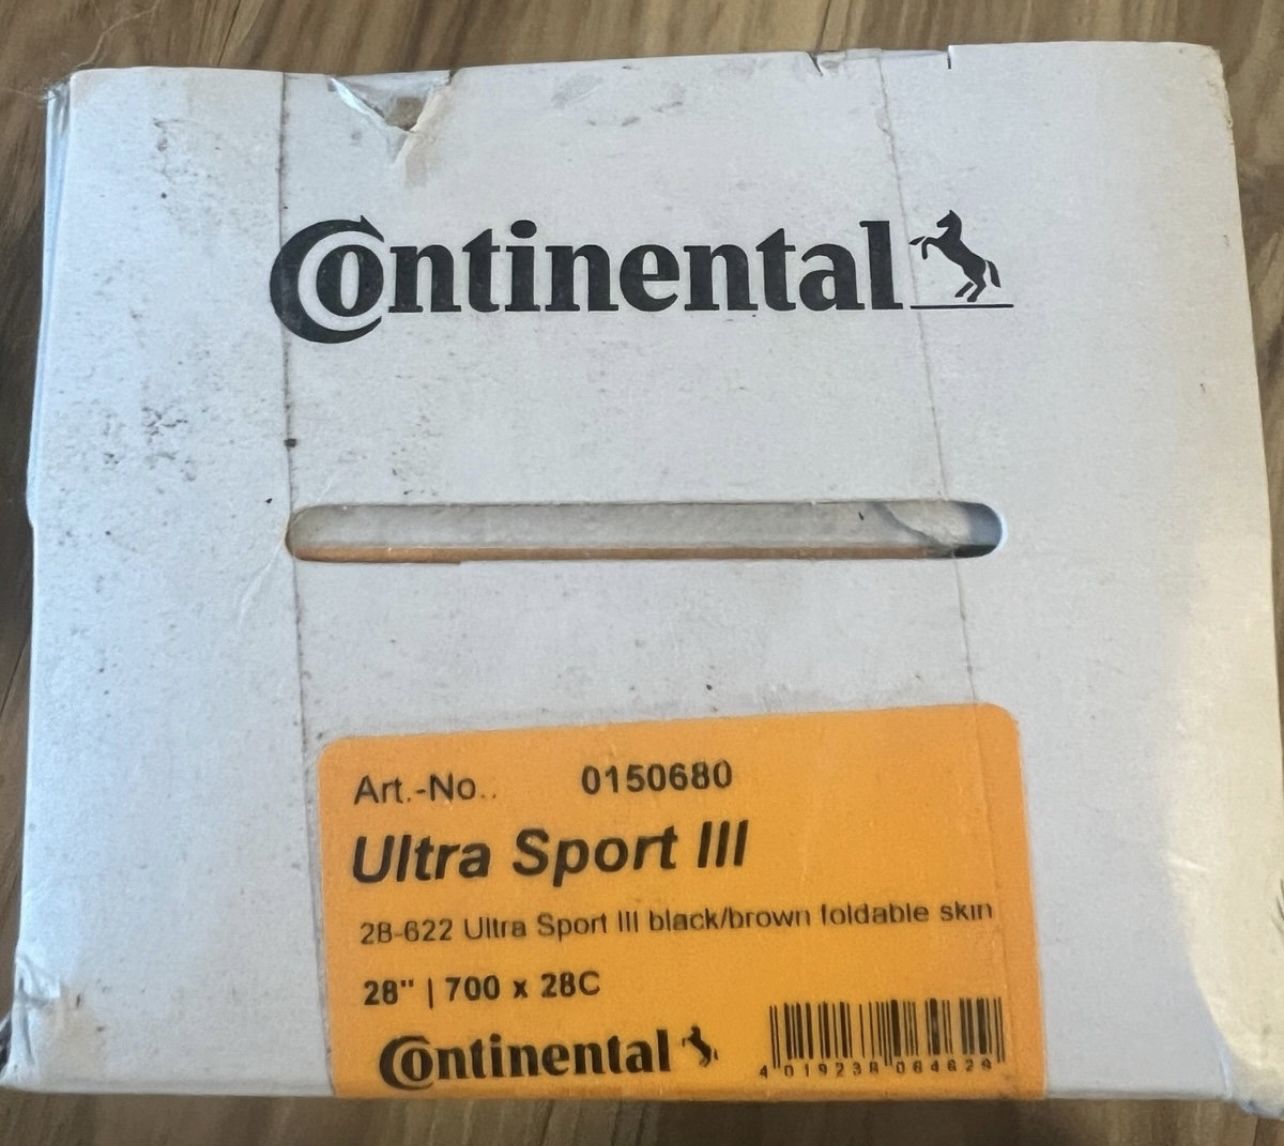 Continental
Art.-No.. 0150680
Ultra Sport III
28-622 Ultra Sport III black/brown foldable skin
28" | 700 x 28C
Continental
4 019238 064629